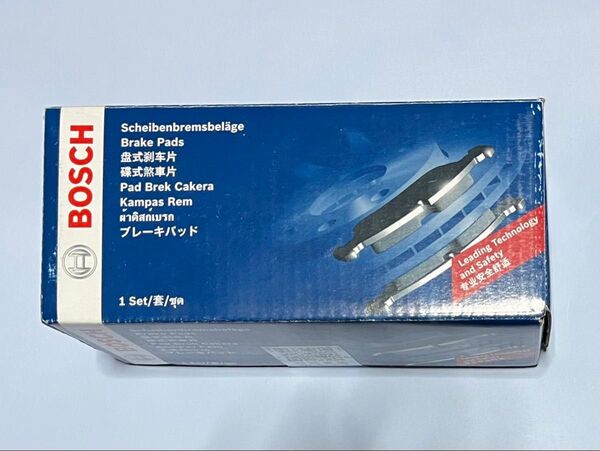 BOSCH
Scheibenbremsbeläge
Brake Pads
盘式刹车片
碟式煞車片
Pad Brek Cakera
Kampas Rem
ผ้าดิสก์เบรก
ブレーキパッド
1 Set/套/ชุด
Leading Technology
and Safety
专业安全舒适
BOSCH
Scheibenbremsbeläge